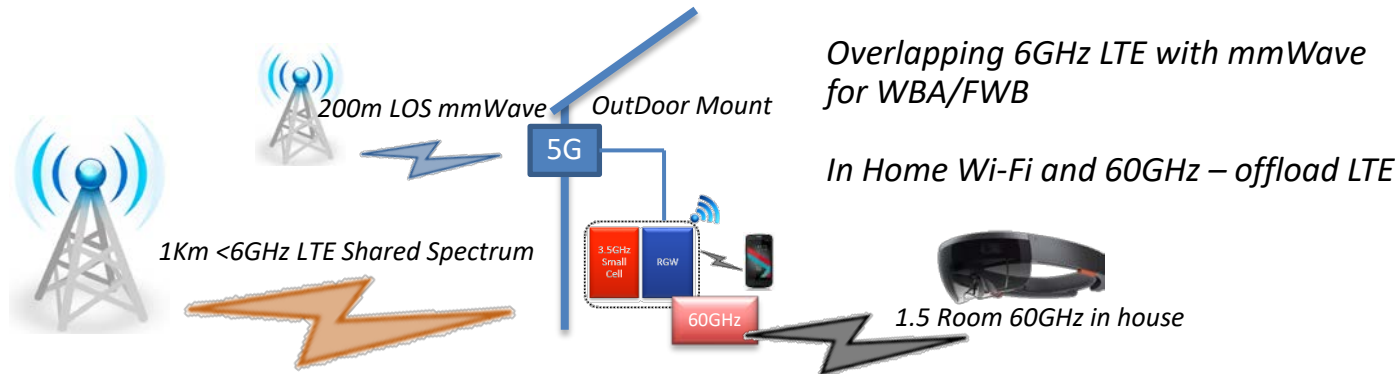 Overlapping 6GHz LTE with mmWave
for WBA/FWB
200m LOS mmWave
OutDoor Mount
5G
In Home Wi-Fi and 60GHz – offload LTE
1Km <6GHz LTE Shared Spectrum
3.5GHz
Small
Cell
RGW
60GHz
1.5 Room 60GHz in house